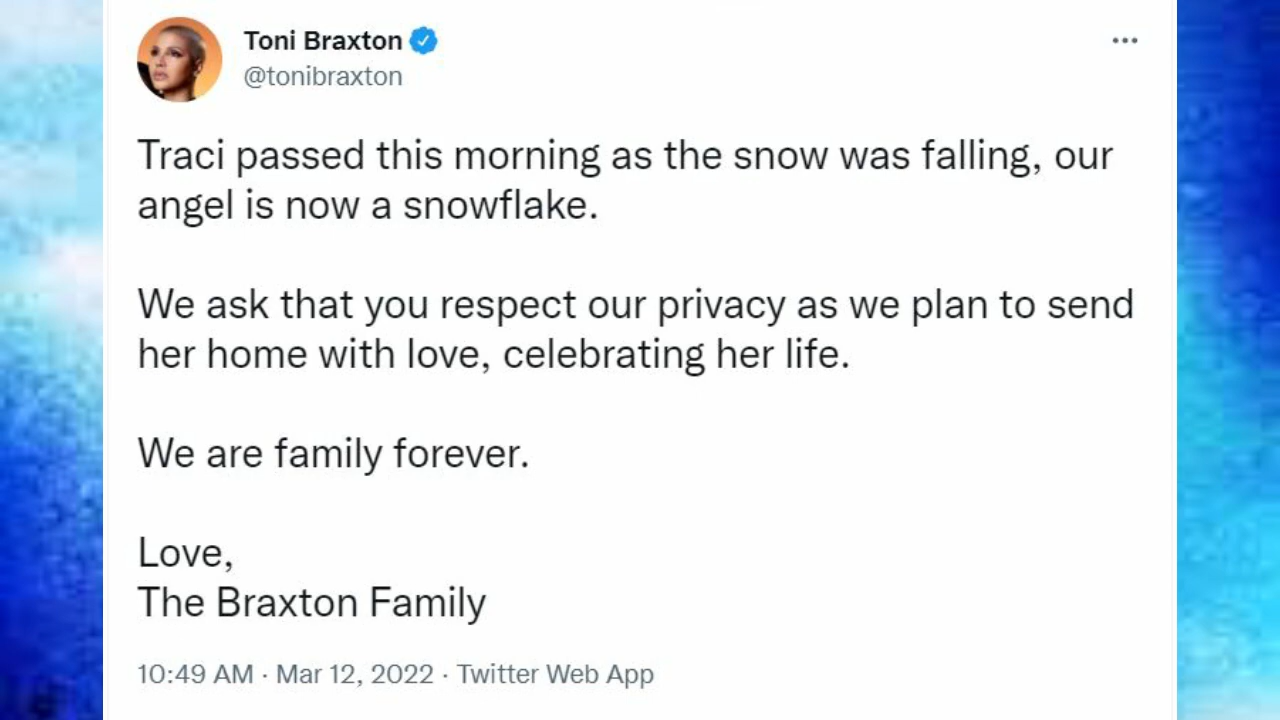 Toni Braxton
@tonibraxton
Traci passed this morning as the snow was falling, our
angel is now a snowflake.
We ask that you respect our privacy as we plan to send
her home with love, celebrating her life.
We are family forever.
Love,
The Braxton Family
10:49 AM · Mar 12, 2022 · Twitter Web App